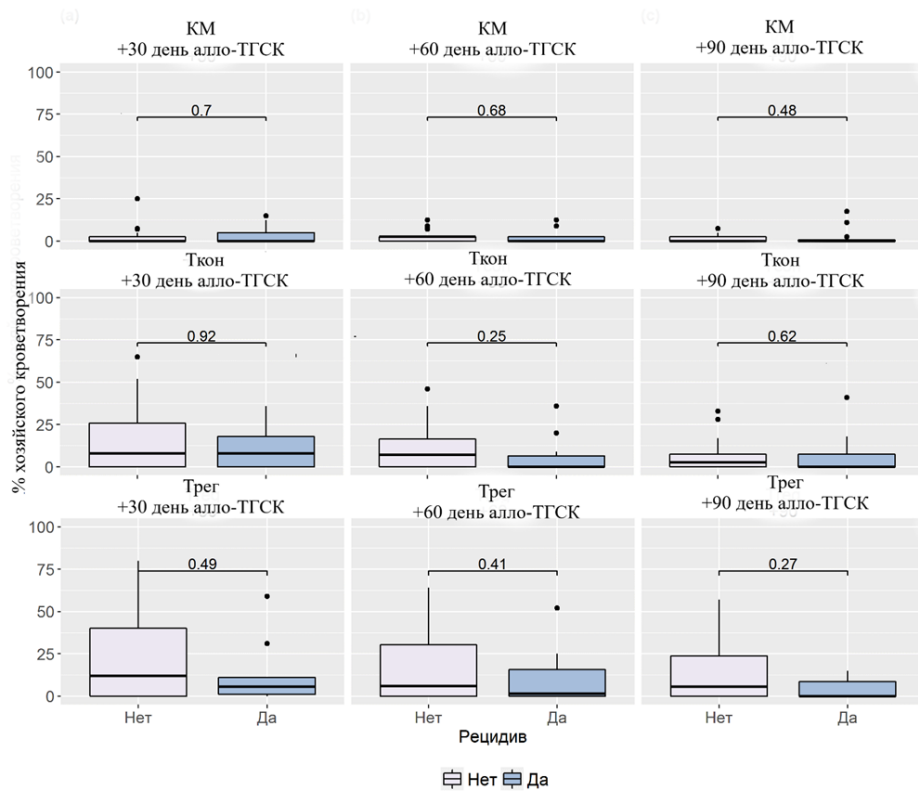 (a) (b) (c)
КМ КМ КМ
+30 день алло-ТГСК +60 день алло-ТГСК +90 день алло-ТГСК
100
75
50
25
0
0.7 0.68 0.48
Ткон Ткон Ткон
+30 день алло-ТГСК +60 день алло-ТГСК +90 день алло-ТГСК
100
75
50
25
0
0.92 0.25 0.62
Трег Трег Трег
+30 день алло-ТГСК +60 день алло-ТГСК +90 день алло-ТГСК
100
75
50
25
0
0.49 0.41 0.27
% хозяйского кроветворения
Нет Да Нет Да Нет Да
Рецидив
Нет Да